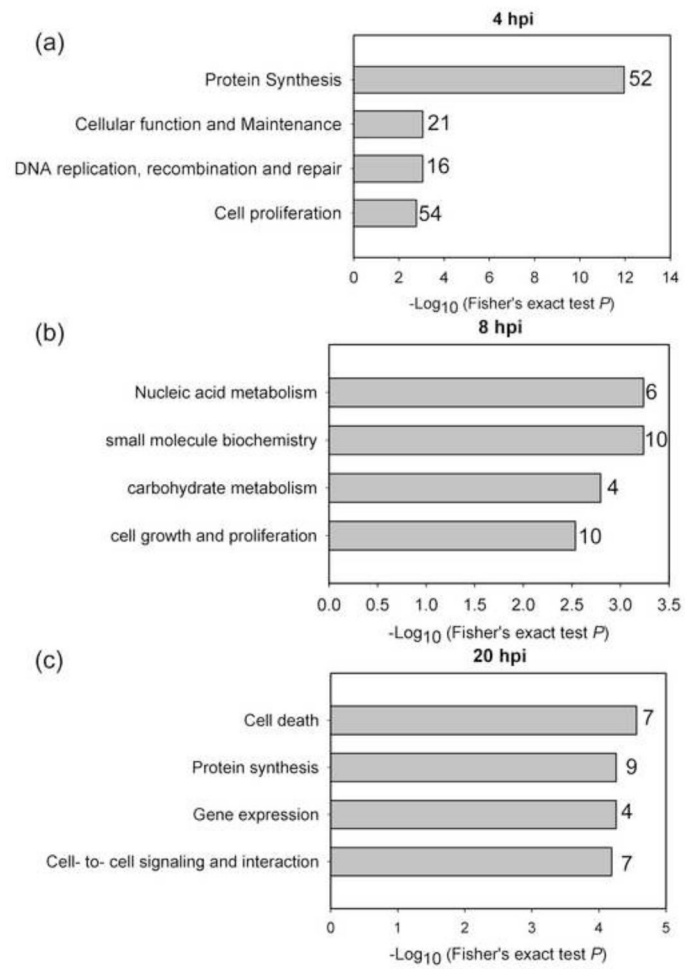 (a)
4 hpi
Protein Synthesis 52
Cellular function and Maintenance 21
DNA replication, recombination and repair 16
Cell proliferation 54
0 2 4 6 8 10 12 14
-Log10 (Fisher's exact test P)
(b)
8 hpi
Nucleic acid metabolism 6
small molecule biochemistry 10
carbohydrate metabolism 4
cell growth and proliferation 10
0.0 0.5 1.0 1.5 2.0 2.5 3.0 3.5
-Log10 (Fisher's exact test P)
(c)
20 hpi
Cell death 7
Protein synthesis 9
Gene expression 4
Cell- to- cell signaling and interaction 7
0 1 2 3 4 5
-Log10 (Fisher's exact test P)